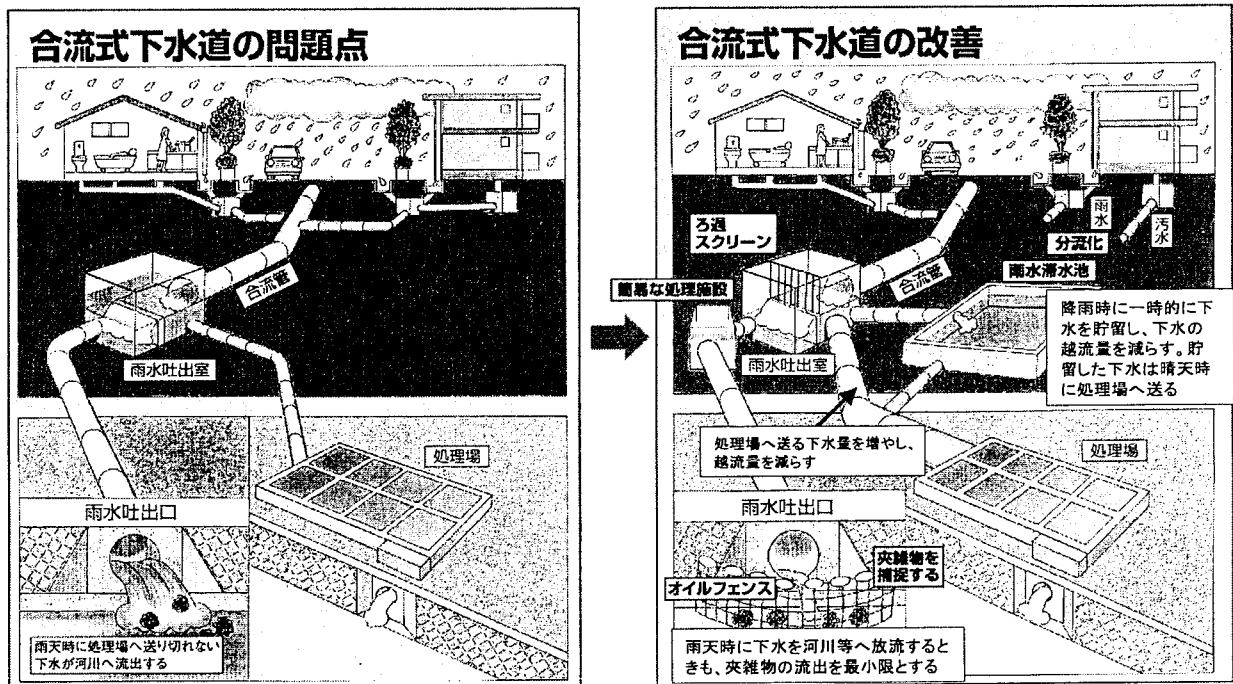 合流式下水道の問題点
合流管
雨水吐出室
処理場
雨水吐出口
雨天時に処理場へ送り切れない
下水が河川へ流出する
合流式下水道の改善
雨水
汚水
分流化
ろ過
スクリーン
合流管
雨水滞水池
簡易な処理施設
降雨時に一時的に下
水を貯留し、下水の
越流量を減らす。貯
留した下水は晴天時
に処理場へ送る
雨水吐出室
処理場へ送る下水量を増やし、
越流量を減らす
処理場
雨水吐出口
夾雑物を
捕捉する
オイルフェンス
雨天時に下水を河川等へ放流すると
きも、夾雑物の流出を最小限とする